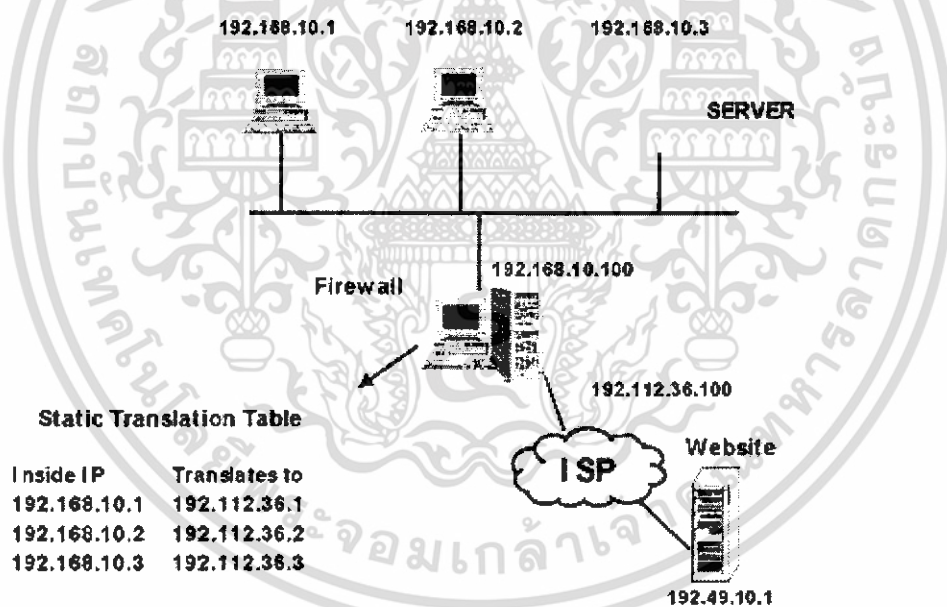 192.168.10.1 192.168.10.2 192.168.10.3
SERVER
192.168.10.100
Firewall
192.112.36.100
Static Translation Table
Website
ISP
Inside IP Translates to
192.168.10.1 192.112.36.1
192.168.10.2 192.112.36.2
192.168.10.3 192.112.36.3
192.49.10.1